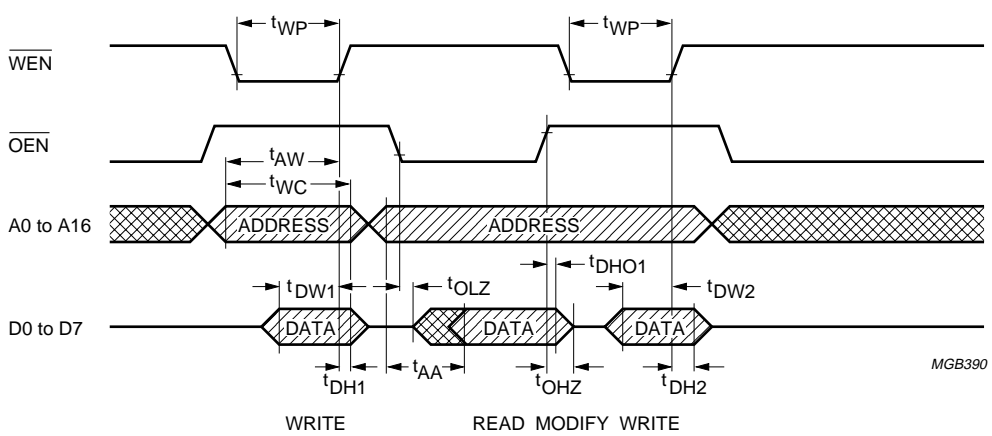 tWP tWP
WEN
OEN
tAW
tWC
A0 to A16 ADDRESS ADDRESS
tDHO1
tDW1 tOLZ tDW2
D0 to D7 DATA DATA DATA
tDH1 tAA tOHZ tDH2
MGB390
WRITE READ MODIFY WRITE